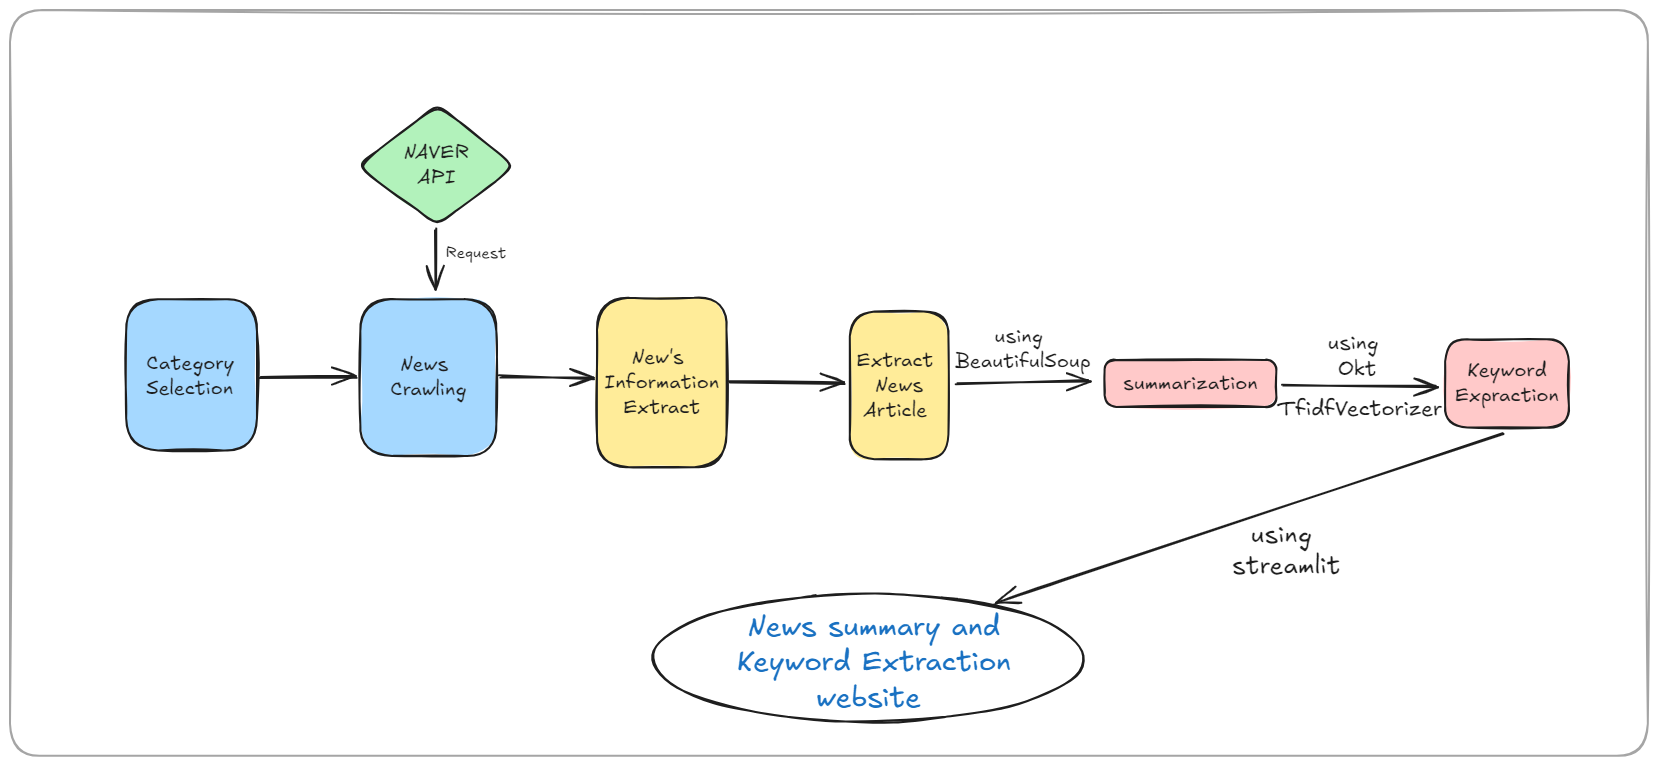 NAVER
API
Request
Category
Selection
News
Crawling
New's
Information
Extract
Extract
News
Article
using
BeautifulSoup
summarization
using
Okt
TfidfVectorizer
Keyword
Expraction
using
streamlit
News summary and
Keyword Extraction
website